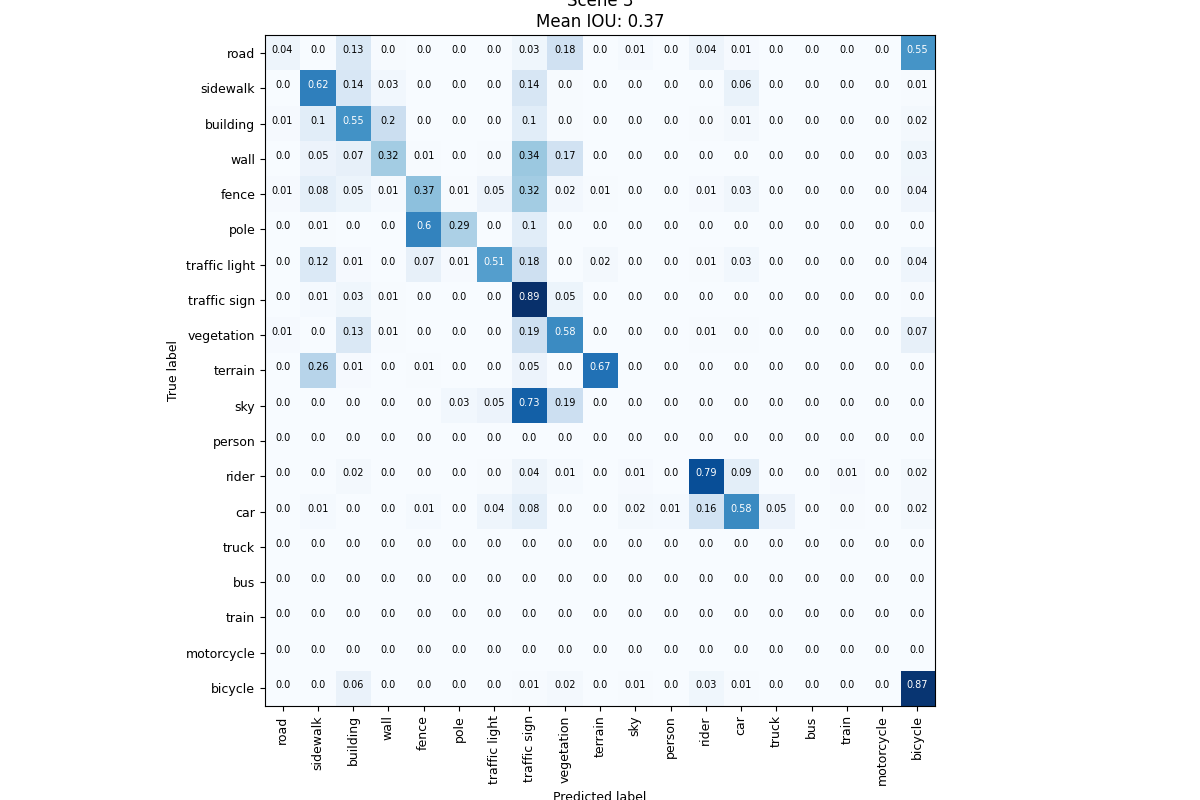 Scene 3
Mean IOU: 0.37
road 0.04 0.0 0.13 0.0 0.0 0.0 0.0 0.03 0.18 0.0 0.01 0.0 0.04 0.01 0.0 0.0 0.0 0.0 0.55
sidewalk 0.0 0.62 0.14 0.03 0.0 0.0 0.0 0.14 0.0 0.0 0.0 0.0 0.0 0.06 0.0 0.0 0.0 0.0 0.01
building 0.01 0.1 0.55 0.2 0.0 0.0 0.0 0.1 0.0 0.0 0.0 0.0 0.0 0.01 0.0 0.0 0.0 0.0 0.02
wall 0.0 0.05 0.07 0.32 0.01 0.0 0.0 0.34 0.17 0.0 0.0 0.0 0.0 0.0 0.0 0.0 0.0 0.0 0.03
fence 0.01 0.08 0.05 0.01 0.37 0.01 0.05 0.32 0.02 0.01 0.0 0.0 0.01 0.03 0.0 0.0 0.0 0.0 0.04
pole 0.0 0.01 0.0 0.0 0.6 0.29 0.0 0.1 0.0 0.0 0.0 0.0 0.0 0.0 0.0 0.0 0.0 0.0 0.0
traffic light 0.0 0.12 0.01 0.0 0.07 0.01 0.51 0.18 0.0 0.02 0.0 0.0 0.01 0.03 0.0 0.0 0.0 0.0 0.04
traffic sign 0.0 0.01 0.03 0.01 0.0 0.0 0.0 0.89 0.05 0.0 0.0 0.0 0.0 0.0 0.0 0.0 0.0 0.0 0.0
vegetation 0.01 0.0 0.13 0.01 0.0 0.0 0.0 0.19 0.58 0.0 0.0 0.0 0.01 0.0 0.0 0.0 0.0 0.0 0.07
terrain 0.0 0.26 0.01 0.0 0.01 0.0 0.0 0.05 0.0 0.67 0.0 0.0 0.0 0.0 0.0 0.0 0.0 0.0 0.0
sky 0.0 0.0 0.0 0.0 0.0 0.03 0.05 0.73 0.19 0.0 0.0 0.0 0.0 0.0 0.0 0.0 0.0 0.0 0.0
person 0.0 0.0 0.0 0.0 0.0 0.0 0.0 0.0 0.0 0.0 0.0 0.0 0.0 0.0 0.0 0.0 0.0 0.0 0.0
rider 0.0 0.0 0.02 0.0 0.0 0.0 0.0 0.04 0.01 0.0 0.01 0.0 0.79 0.09 0.0 0.0 0.01 0.0 0.02
car 0.0 0.01 0.0 0.0 0.01 0.0 0.04 0.08 0.0 0.0 0.02 0.01 0.16 0.58 0.05 0.0 0.0 0.0 0.02
truck 0.0 0.0 0.0 0.0 0.0 0.0 0.0 0.0 0.0 0.0 0.0 0.0 0.0 0.0 0.0 0.0 0.0 0.0 0.0
bus 0.0 0.0 0.0 0.0 0.0 0.0 0.0 0.0 0.0 0.0 0.0 0.0 0.0 0.0 0.0 0.0 0.0 0.0 0.0
train 0.0 0.0 0.0 0.0 0.0 0.0 0.0 0.0 0.0 0.0 0.0 0.0 0.0 0.0 0.0 0.0 0.0 0.0 0.0
motorcycle 0.0 0.0 0.0 0.0 0.0 0.0 0.0 0.0 0.0 0.0 0.0 0.0 0.0 0.0 0.0 0.0 0.0 0.0 0.0
bicycle 0.0 0.0 0.06 0.0 0.0 0.0 0.0 0.01 0.02 0.0 0.01 0.0 0.03 0.01 0.0 0.0 0.0 0.0 0.87
True label
road sidewalk building wall fence pole traffic light traffic sign vegetation terrain sky person rider car truck bus train motorcycle bicycle
Predicted label